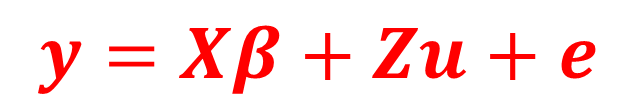 y = Xβ + Zu + e